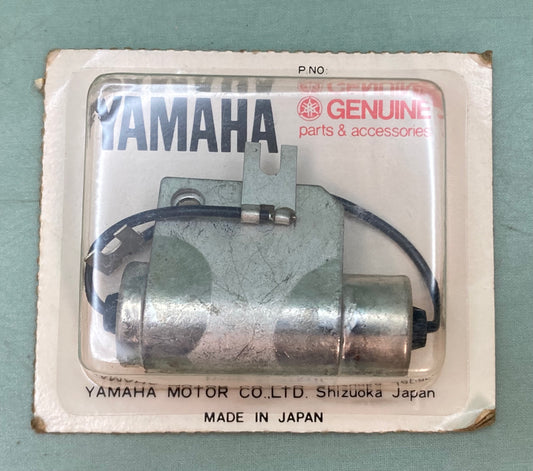 P.NO:
YAMAHA
GENUINE
parts & accessories
YAMAHA MOTOR CO.,LTD. Shizuoka Japan
MADE IN JAPAN